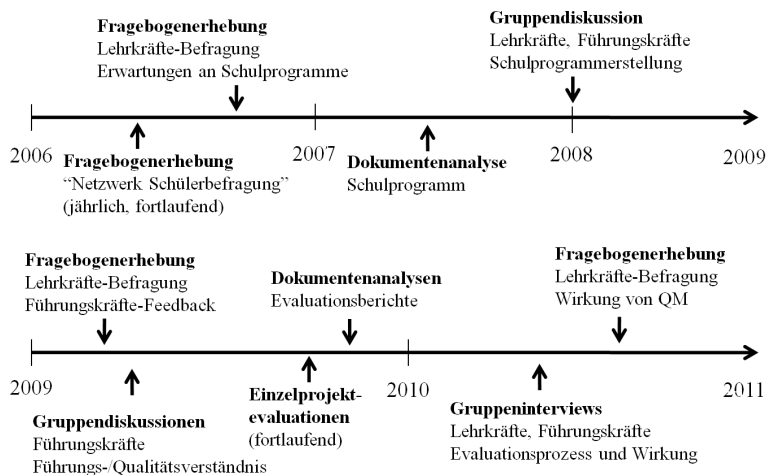 Fragebogenerhebung
Lehrkräfte-Befragung
Erwartungen an Schulprogramme
Gruppendiskussion
Lehrkräfte, Führungskräfte
Schulprogrammerstellung
2006
2007
2008
2009
Fragebogenerhebung
“Netzwerk Schülerbefragung”
(jährlich, fortlaufend)
Dokumentenanalyse
Schulprogramm
Fragebogenerhebung
Lehrkräfte-Befragung
Führungskräfte-Feedback
Dokumentenanalysen
Evaluationsberichte
Fragebogenerhebung
Lehrkräfte-Befragung
Wirkung von QM
2009
2010
2011
Gruppendiskussionen
Führungskräfte
Führungs-/Qualitätsverständnis
Einzelprojekt-
evaluationen
(fortlaufend)
Gruppeninterviews
Lehrkräfte, Führungskräfte
Evaluationsprozess und Wirkung